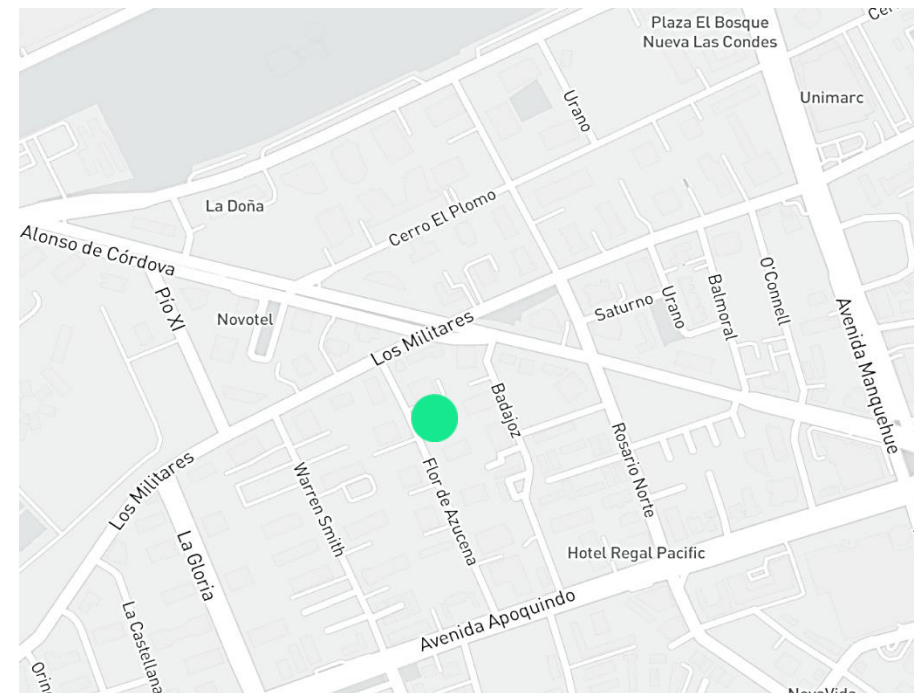 Plaza El Bosque
Nueva Las Condes
Unimarc
Urano
La Doña
Cerro El Plomo
Alonso de Córdova
Pío XI
Novotel
Los Militares
Saturno
Urano
Balmoral
O'Connell
Avenida Manquehue
Badajoz
Rosario Norte
Los Militares
Warren Smith
Flor de Azucena
La Gloria
Hotel Regal Pacific
Avenida Apoquindo
La Castellana